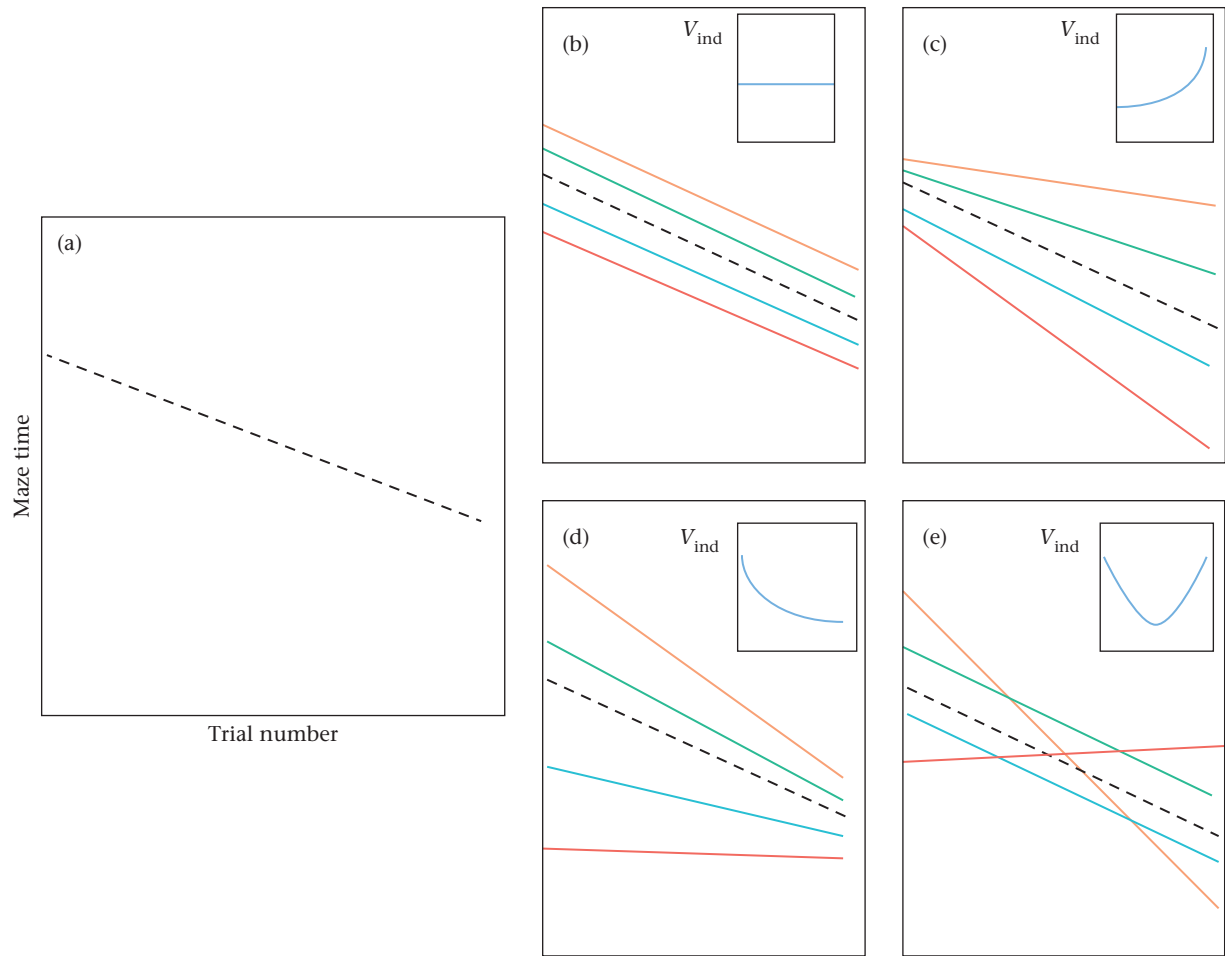 (a)
Maze time
Trial number
(b)
V_ind
(c)
V_ind
(d)
V_ind
(e)
V_ind